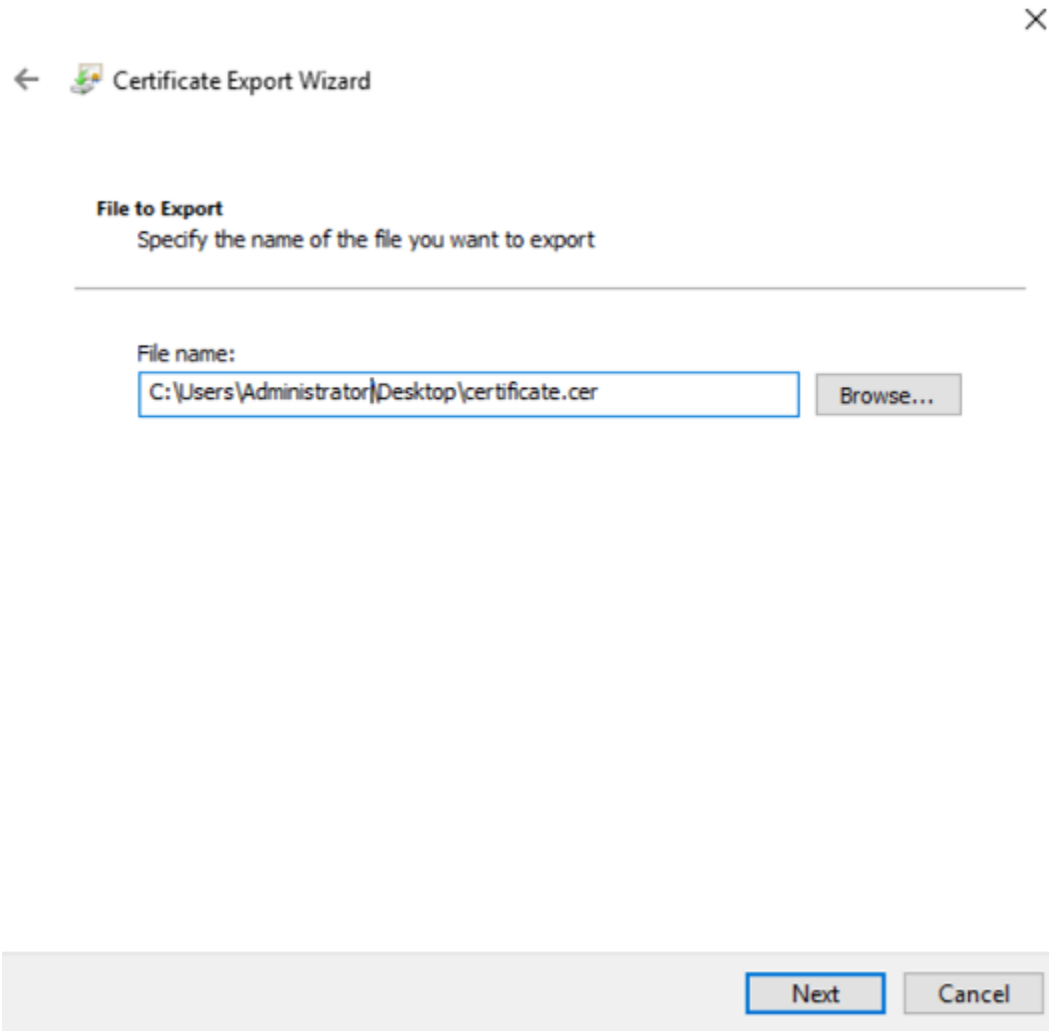 Certificate Export Wizard
File to Export
Specify the name of the file you want to export
File name:
C:\Users\Administrator\Desktop\certificate.cer
Browse...
Next
Cancel